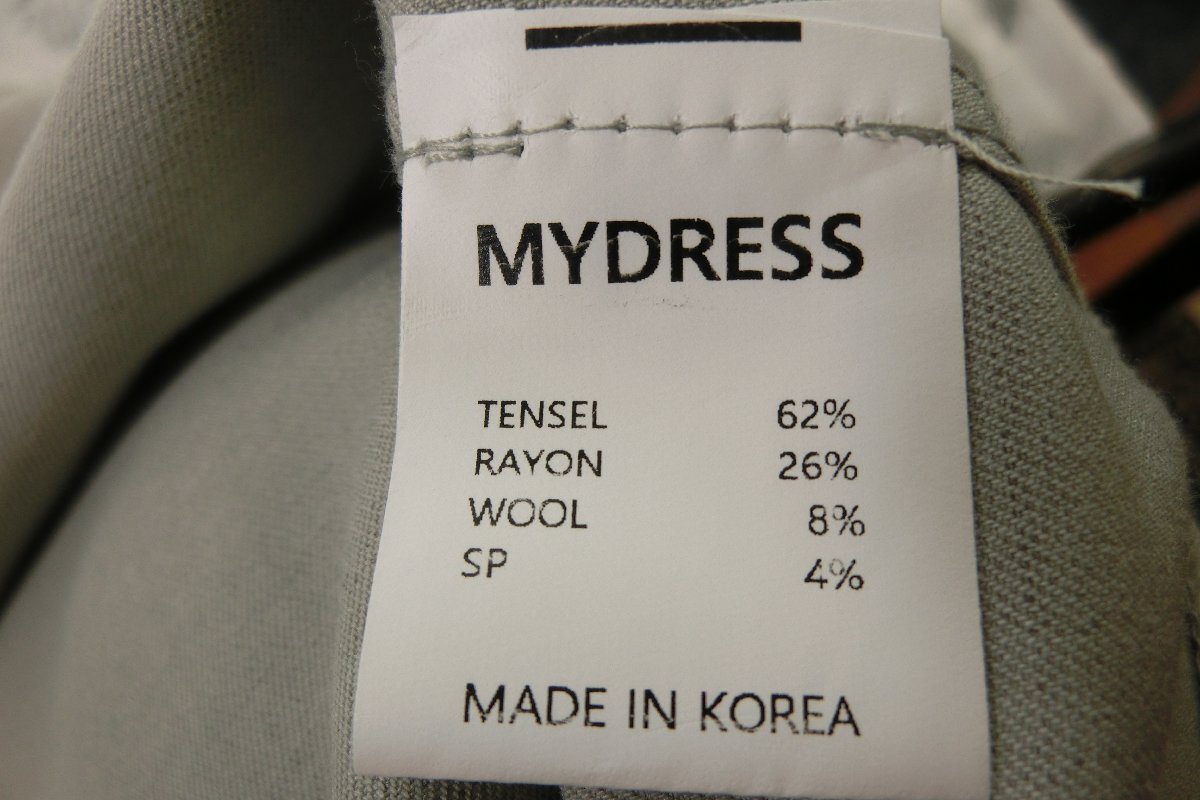 MYDRESS
TENSEL 62%
RAYON 26%
WOOL 8%
SP 4%
MADE IN KOREA